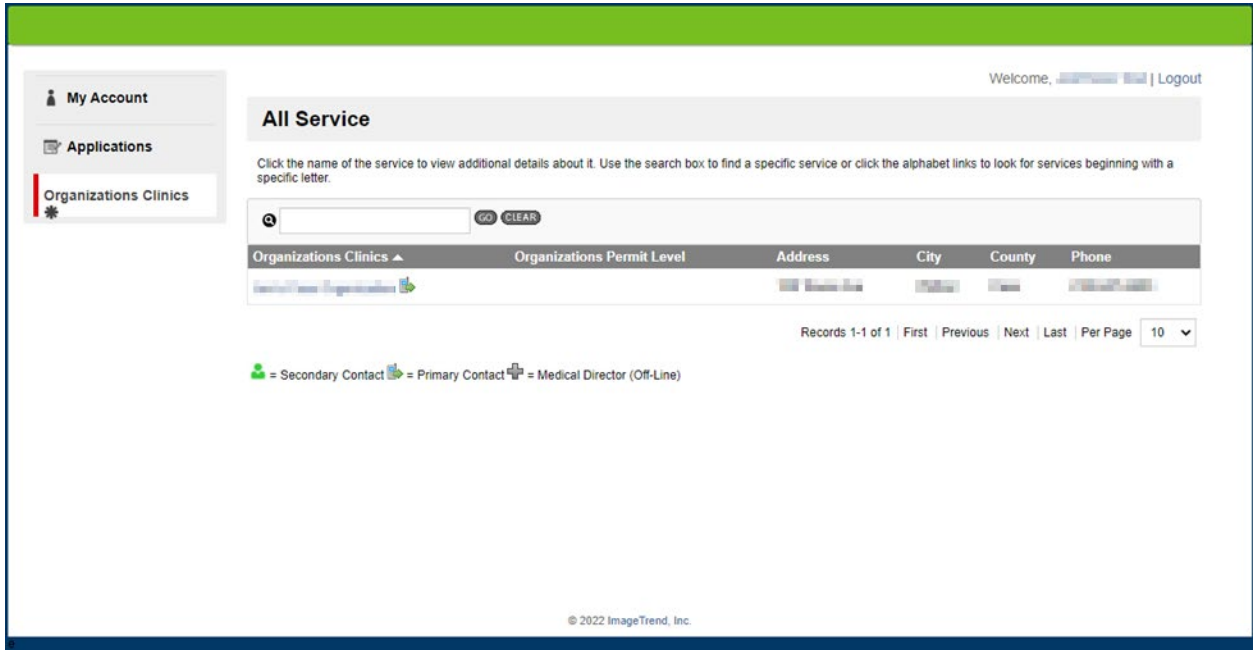 Welcome, | Logout
My Account
Applications
Organizations Clinics
All Service
Click the name of the service to view additional details about it. Use the search box to find a specific service or click the alphabet links to look for services beginning with a
specific letter.
GO CLEAR
Organizations Clinics Organizations Permit Level Address City County Phone
Records 1-1 of 1 | First | Previous | Next | Last | Per Page 10
= Secondary Contact = Primary Contact = Medical Director (Off-Line)
© 2022 ImageTrend, Inc.